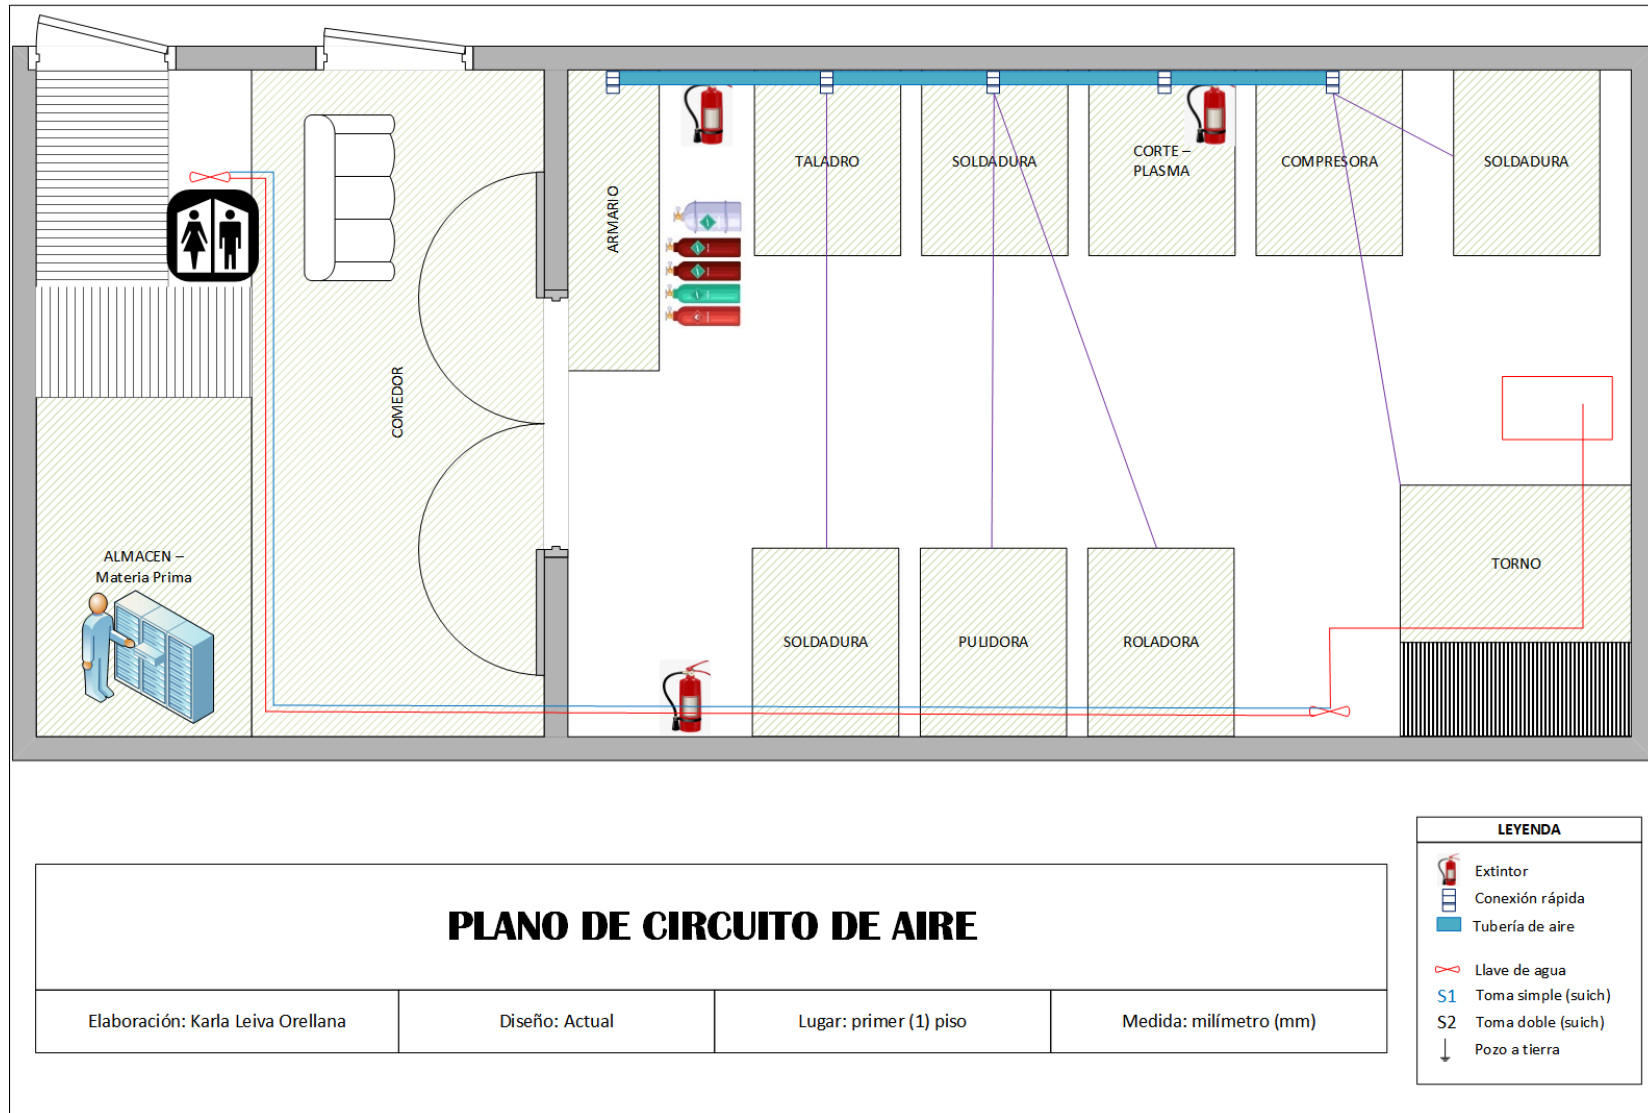 TALADRO
SOLDADURA
CORTE –
PLASMA
COMPRESORA
SOLDADURA
ARMARIO
COMEDOR
ALMACEN –
Materia Prima
TORNO
SOLDADURA
PULIDORA
ROLADORA
LEYENDA
Extintor
Conexión rápida
Tubería de aire
Llave de agua
S1 Toma simple (suich)
S2 Toma doble (suich)
Pozo a tierra
PLANO DE CIRCUITO DE AIRE
Elaboración: Karla Leiva Orellana
Diseño: Actual
Lugar: primer (1) piso
Medida: milímetro (mm)